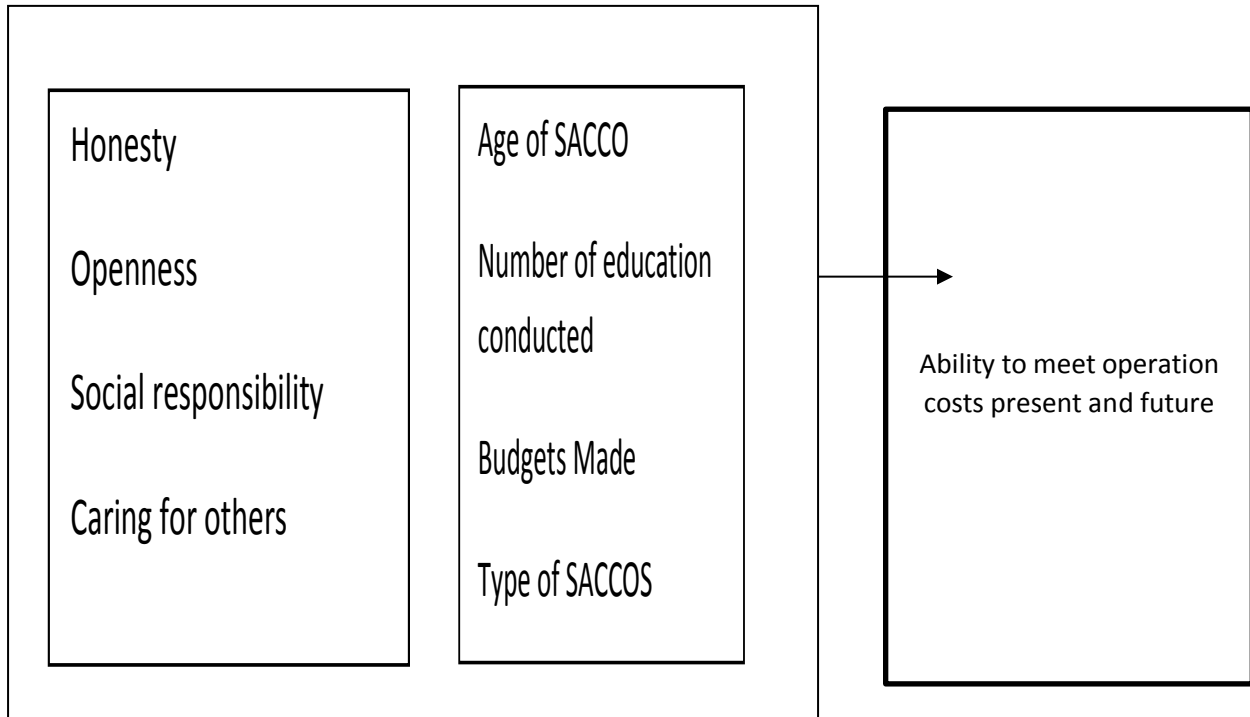 Honesty
Openness
Social responsibility
Caring for others
Age of SACCO
Number of education
conducted
Budgets Made
Type of SACCOS
Ability to meet operation
costs present and future